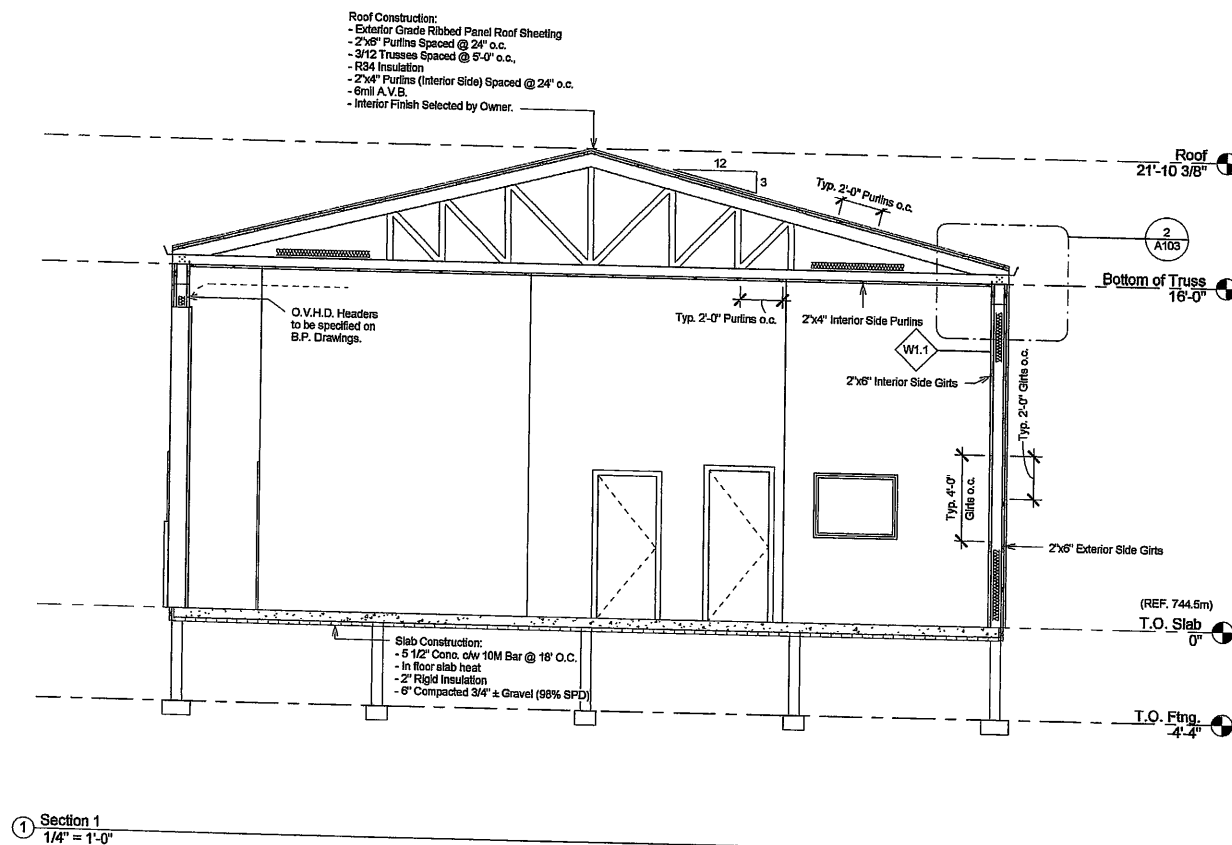 Roof Construction:
- Exterior Grade Ribbed Panel Roof Sheeting
- 2"x6" Purlins Spaced @ 24" o.c.
- 3/12 Trusses Spaced @ 5'-0" o.c.,
- R34 Insulation
- 2"x4" Purlins (Interior Side) Spaced @ 24" o.c.
- 6mil A.V.B.
- Interior Finish Selected by Owner.
Roof
21'-10 3/8"
12
3
Typ. 2'-0" Purlins o.c.
2
A103
Bottom of Truss
16'-0"
O.V.H.D. Headers
to be specified on
B.P. Drawings.
Typ. 2'-0" Purlins o.c.
2"x4" Interior Side Purlins
W1.1
2"x6" Interior Side Girts
Typ. 2'-0" Girts o.c.
Typ. 4'-0"
Girts o.c.
2"x6" Exterior Side Girts
(REF. 744.5m)
T.O. Slab
0"
Slab Construction:
- 5 1/2" Conc. c/w 10M Bar @ 18' O.C.
- In floor slab heat
- 2" Rigid Insulation
- 6" Compacted 3/4" ± Gravel (98% SPD)
T.O. Ftng.
-4'-4"
1
Section 1
1/4" = 1'-0"